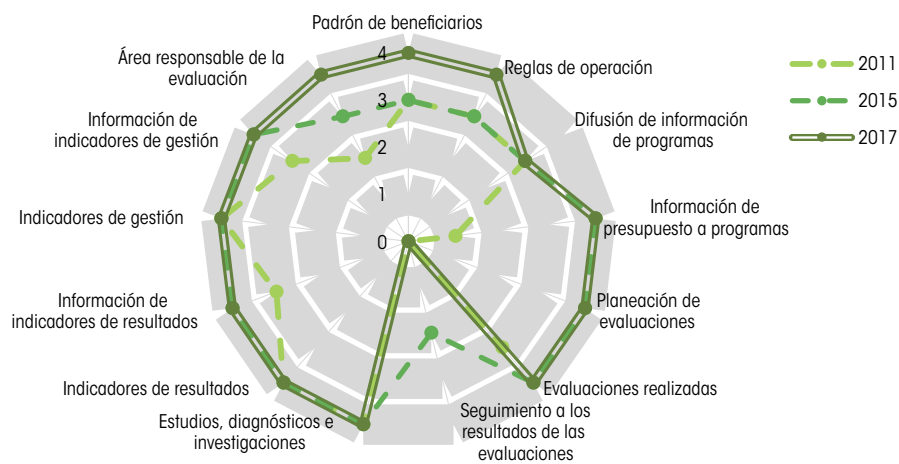 Padrón de beneficiarios
Reglas de operación
Difusión de información
de programas
Información de
presupuesto a programas
Planeación de
evaluaciones
Evaluaciones realizadas
Seguimiento a los
resultados de las
evaluaciones
Estudios, diagnósticos e
investigaciones
Indicadores de resultados
Información de
indicadores de resultados
Indicadores de gestión
Información de
indicadores de gestión
Área responsable de la
evaluación
4
3
2
1
0
2011
2015
2017